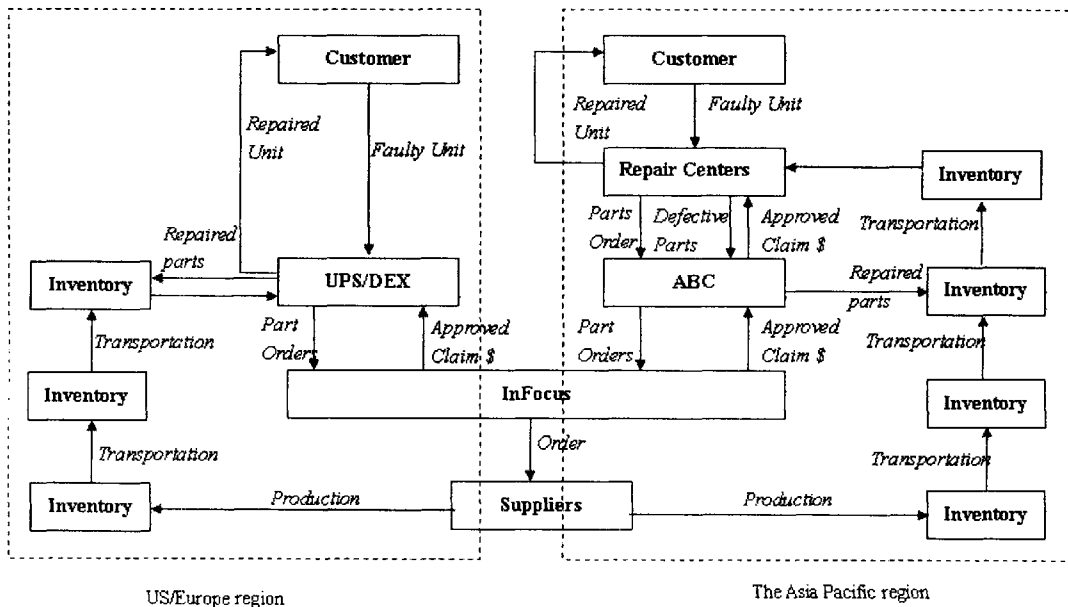 Customer
Repaired
Unit
Faulty Unit
Repaired
parts
Inventory
UPS/DEX
Part
Orders
Approved
Claim $
Transportation
Inventory
Transportation
Inventory
Production
Customer
Repaired
Unit
Faulty Unit
Repair Centers
Inventory
Parts
Order
Defective
Parts
Approved
Claim $
Transportation
ABC
Repaired
parts
Inventory
Part
Orders
Approved
Claim $
Transportation
InFocus
Inventory
Order
Transportation
Suppliers
Production
Inventory
US/Europe region
The Asia Pacific region